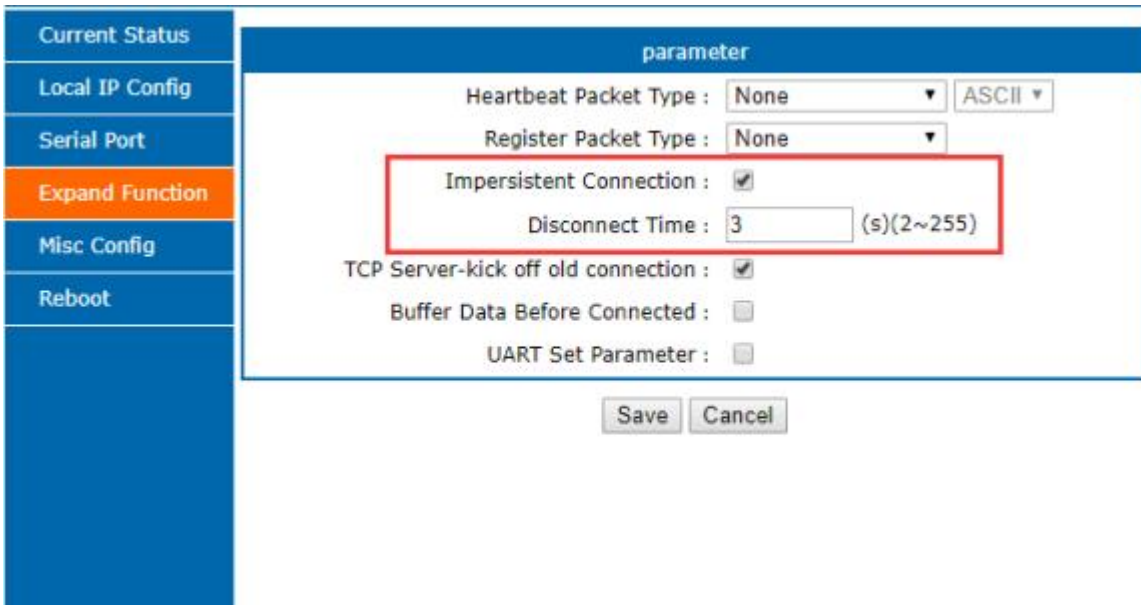 Current Status
Local IP Config
Serial Port
Expand Function
Misc Config
Reboot
parameter
Heartbeat Packet Type : None ASCII
Register Packet Type : None
Impersistent Connection :
Disconnect Time : 3 (s)(2~255)
TCP Server-kick off old connection :
Buffer Data Before Connected :
UART Set Parameter :
Save Cancel